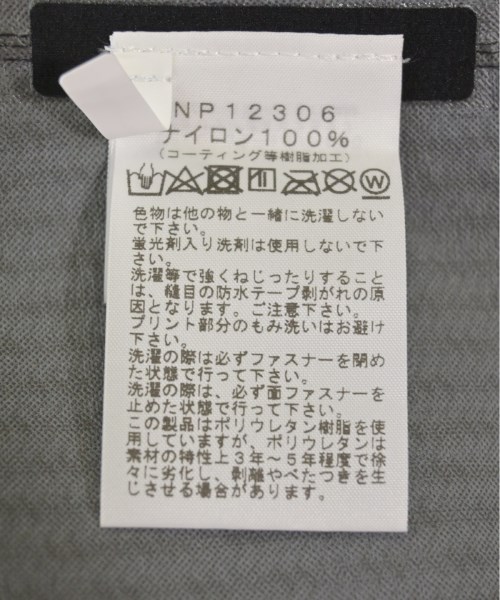 NP12306
ナイロン100%
(コーティング等樹脂加工)
色物は他の物と一緒に洗濯しない
で下さい。
蛍光剤入り洗剤は使用しないで下
さい。
洗濯等で強くねじったりすること
は、縫目の防水テープ剥がれの原
因となります。ご注意下さい。
プリント部分のもみ洗いはお避け
下さい。
洗濯の際は必ずファスナーを閉め
た状態で行って下さい。
洗濯の際は、必ず面ファスナーを
止めた状態で行って下さい。
この製品はポリウレタン樹脂を使
用していますが、ポリウレタンは
素材の特性上3年〜5年程度で徐
々に劣化し、剥離やべたつきを生
じさせる場合があります。